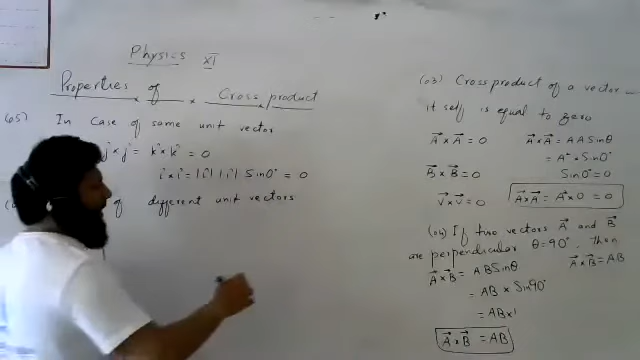 Physics XI
Properties of Cross product
(05) In case of same unit vector
j × j = k × k = 0
i × i = |i| |i| Sin0° = 0
of different unit vectors
(03) Cross product of a vector
it self is equal to zero
A⃗ × A⃗ = 0
A⃗ × A⃗ = A A Sinθ
= A² × Sin0°
B⃗ × B⃗ = 0
Sin0° = 0
V⃗ × V⃗ = 0
A⃗ × A⃗ = A² × 0 = 0
(04) If two vectors A⃗ and B⃗
are perpendicular θ = 90°. Then
A⃗ × B⃗ = AB Sinθ
A⃗ × B⃗ = AB
= AB × Sin90°
= AB × 1
A⃗ × B⃗ = AB